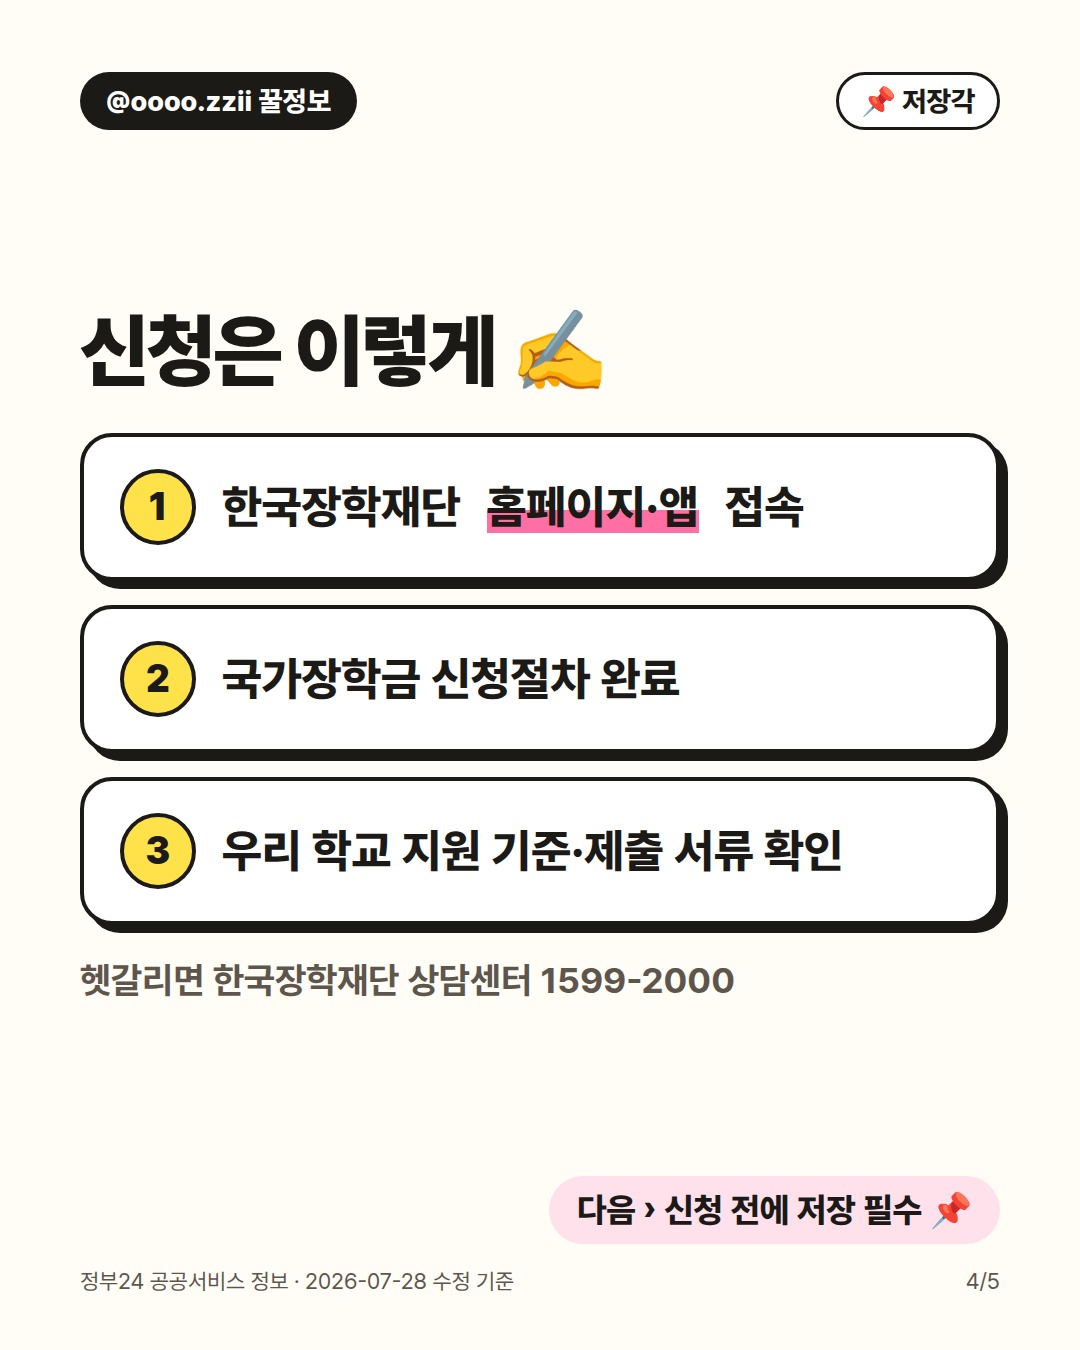 @oooo.zzii 꿀정보
📌 저장각
신청은 이렇게 ✍️
1 한국장학재단 홈페이지·앱 접속
2 국가장학금 신청절차 완료
3 우리 학교 지원 기준·제출 서류 확인
헷갈리면 한국장학재단 상담센터 1599-2000
다음 › 신청 전에 저장 필수 📌
정부24 공공서비스 정보 · 2026-07-28 수정 기준
4/5